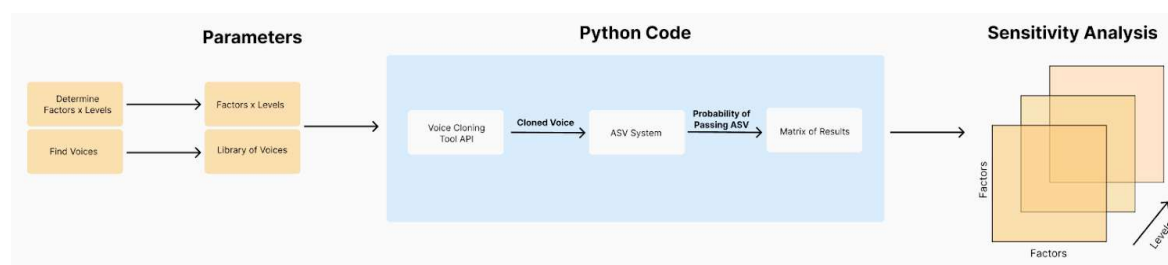 Parameters
Python Code
Sensitivity Analysis
Determine
Factors x Levels
Factors x Levels
Find Voices
Library of Voices
Voice Cloning
Tool API
Cloned Voice
ASV System
Probability of
Passing ASV
Matrix of Results
Factors
Factors
Levels